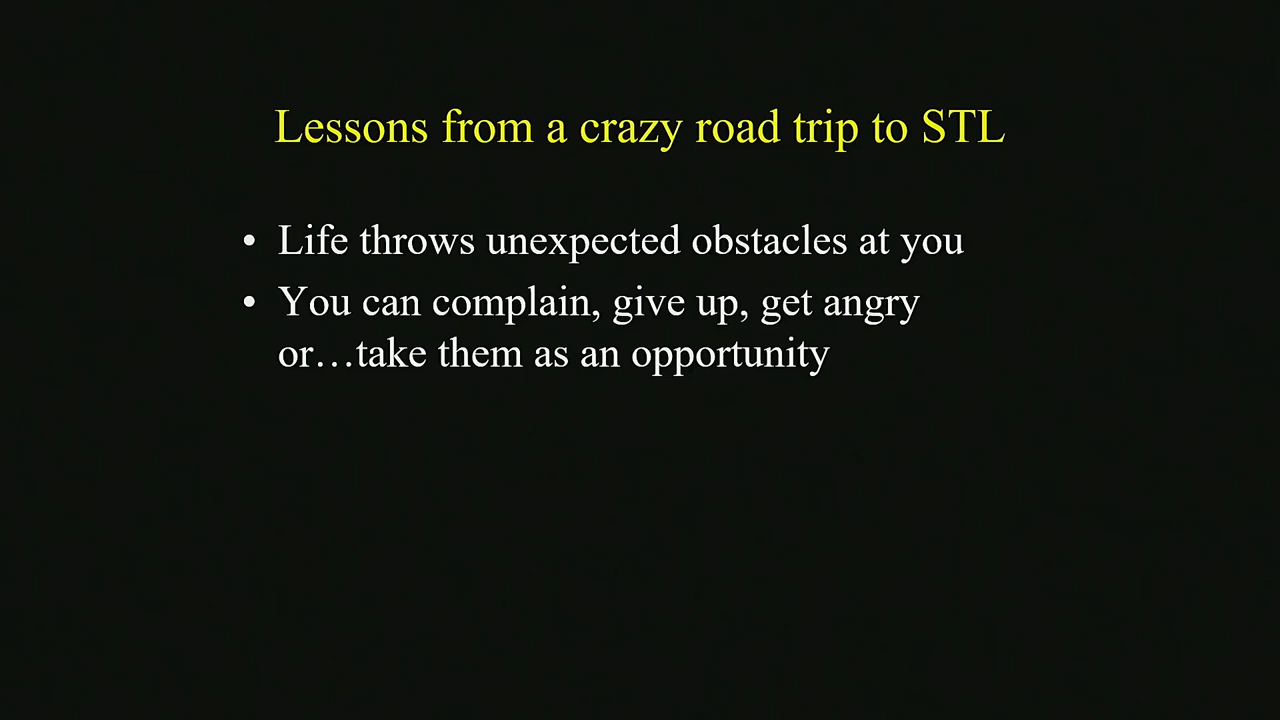 Lessons from a crazy road trip to STL
• Life throws unexpected obstacles at you
• You can complain, give up, get angry
or…take them as an opportunity